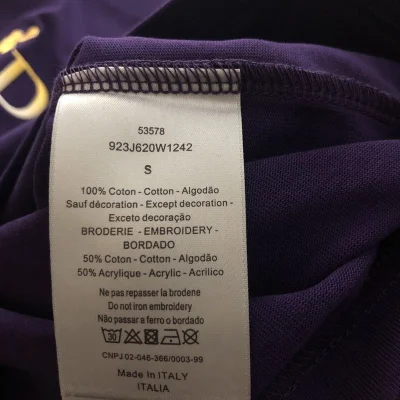 53578
923J620W1242
S
100% Coton - Cotton - Algodão
Sauf décoration - Except decoration -
Exceto decoração
BRODERIE - EMBROIDERY -
BORDADO
50% Coton - Cotton - Algodão
50% Acrylique - Acrylic - Acrilico
Ne pas repasser la brodene
Do not iron embroidery
Não passar a ferro o bordado
30
CNPJ 02-046-366/0003-99
Made In ITALY
ITALIA